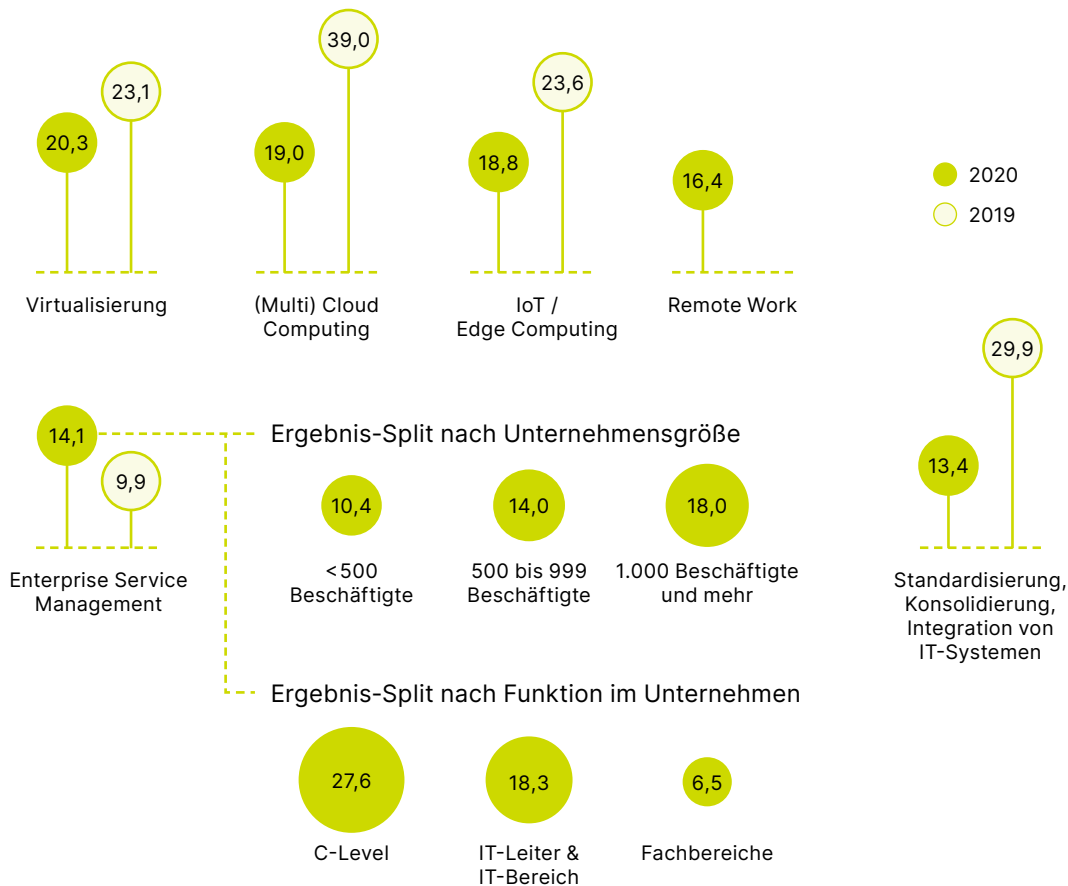 39,0
23,1
23,6
20,3
19,0
18,8
16,4
2020
2019
Virtualisierung
(Multi) Cloud
Computing
IoT /
Edge Computing
Remote Work
29,9
14,1
9,9
13,4
Enterprise Service
Management
Ergebnis-Split nach Unternehmensgröße
10,4
14,0
18,0
<500
Beschäftigte
500 bis 999
Beschäftigte
1.000 Beschäftigte
und mehr
Standardisierung,
Konsolidierung,
Integration von
IT-Systemen
Ergebnis-Split nach Funktion im Unternehmen
27,6
18,3
6,5
C-Level
IT-Leiter &
IT-Bereich
Fachbereiche